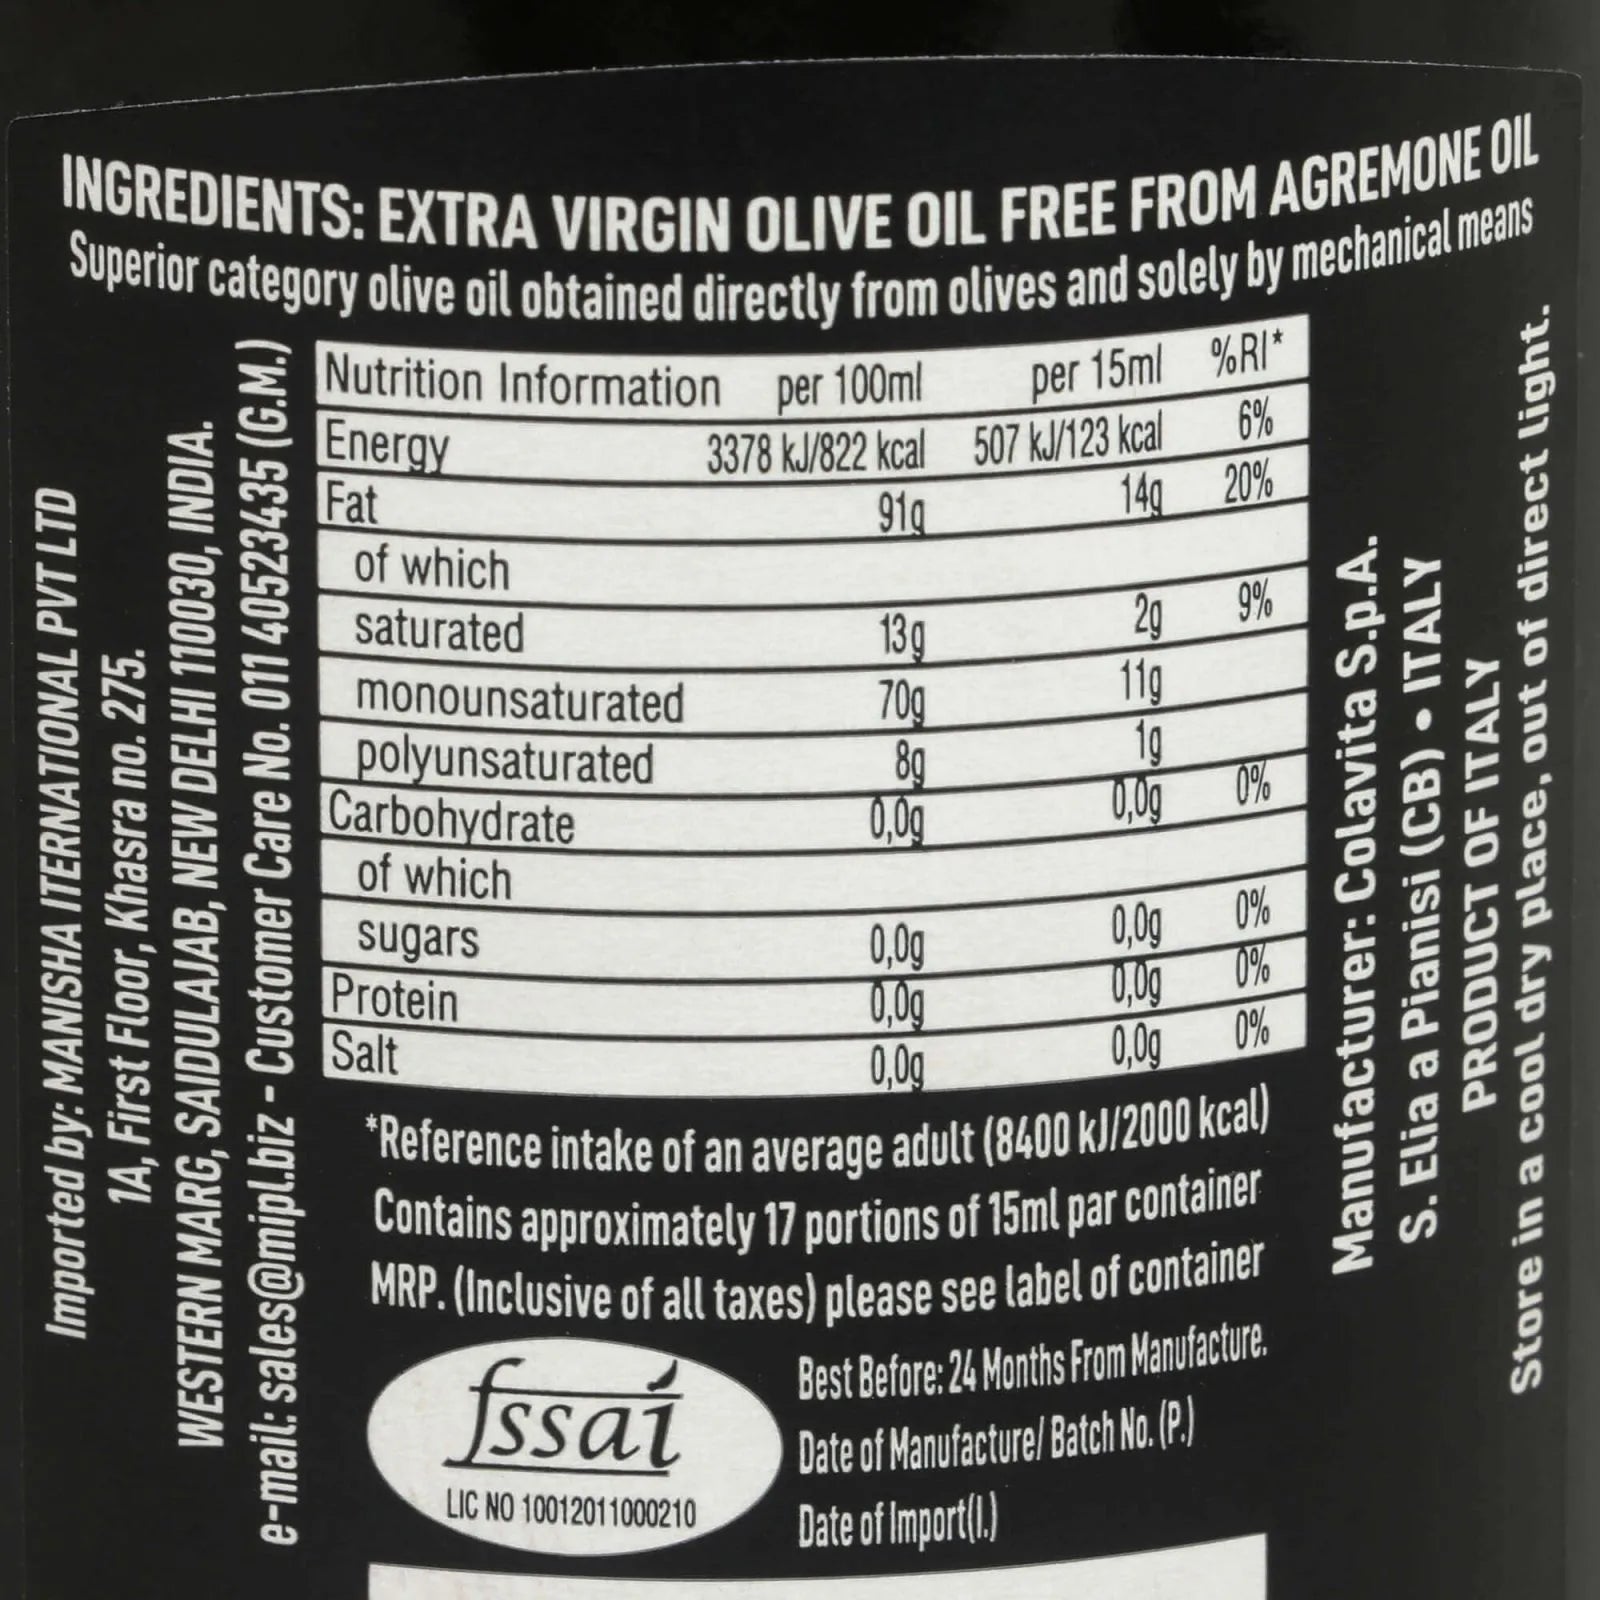 INGREDIENTS: EXTRA VIRGIN OLIVE OIL FREE FROM AGREMONE OIL
Superior category olive oil obtained directly from olives and solely by mechanical means
Imported by: MANISHA ITERNATIONAL PVT LTD
1A, First Floor, Khasra no. 275.
WESTERN MARG, SAIDULAJAB, NEW DELHI 110030, INDIA.
e-mail: sales@mipl.biz - Customer Care No. 011 40523435 (G.M.)
Nutrition Information per 100ml per 15ml %RI*
Energy 3378 kJ/822 kcal 507 kJ/123 kcal 6%
Fat 91g 14g 20%
of which
saturated 13g 2g 9%
monounsaturated 70g 11g
polyunsaturated 8g 1g
Carbohydrate 0,0g 0,0g 0%
of which
sugars 0,0g 0,0g 0%
Protein 0,0g 0,0g 0%
Salt 0,0g 0,0g 0%
*Reference intake of an average adult (8400 kJ/2000 kcal)
Contains approximately 17 portions of 15ml par container
MRP. (Inclusive of all taxes) please see label of container
fssai
LIC NO 10012011000210
Best Before: 24 Months From Manufacture.
Date of Manufacture/ Batch No. (P.)
Date of Import(I.)
Manufacturer: Colavita S.p.A.
S. Elia a Pianisi (CB) • ITALY
PRODUCT OF ITALY
Store in a cool dry place, out of direct light.